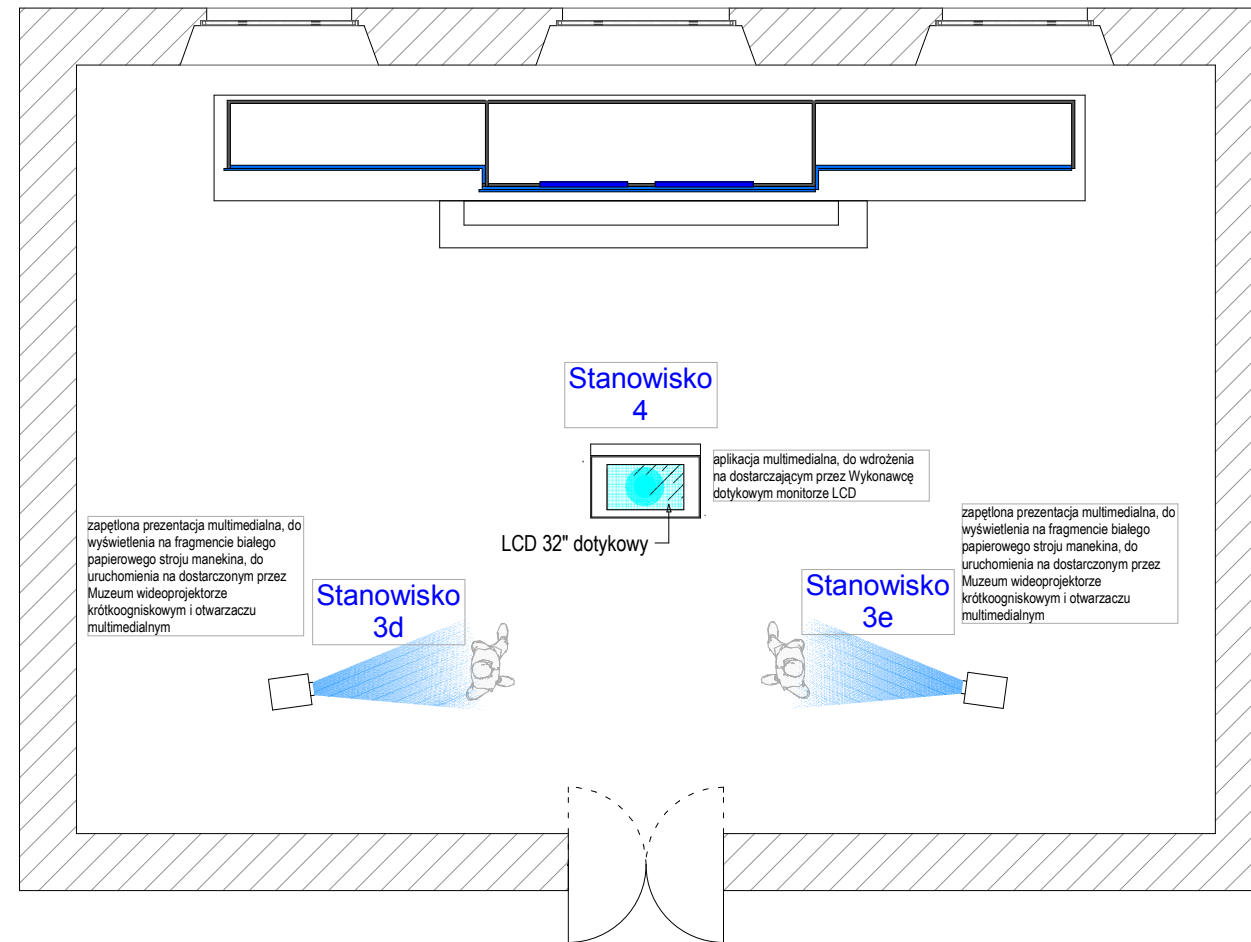 Stanowisko
4
aplikacja multimedialna, do wdrożenia
na dostarczającym przez Wykonawcę
dotykowym monitorze LCD
LCD 32" dotykowy
zapętlona prezentacja multimedialna, do
wyświetlenia na fragmencie białego
papierowego stroju manekina, do
uruchomienia na dostarczonym przez
Muzeum wideoprojektorze
krótkoogniskowym i otwarzaczu
multimedialnym
Stanowisko
3d
Stanowisko
3e
zapętlona prezentacja multimedialna, do
wyświetlenia na fragmencie białego
papierowego stroju manekina, do
uruchomienia na dostarczonym przez
Muzeum wideoprojektorze
krótkoogniskowym i otwarzaczu
multimedialnym